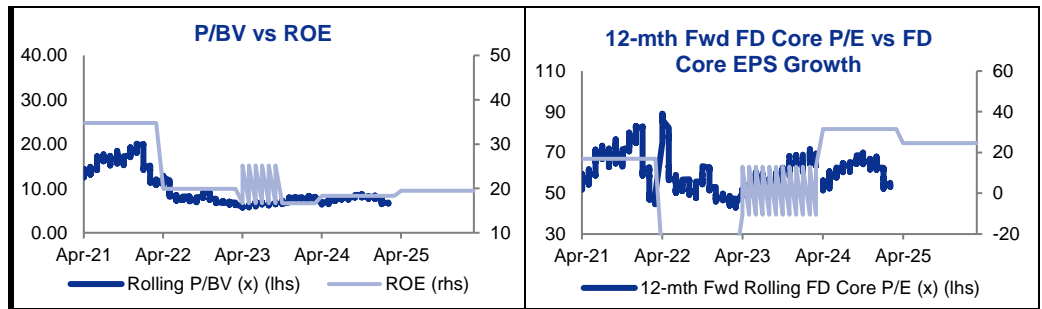 P/BV vs ROE
40.00
30.00
20.00
10.00
0.00
50
40
30
20
10
Apr-21 Apr-22 Apr-23 Apr-24 Apr-25
Rolling P/BV (x) (lhs) ROE (rhs)
12-mth Fwd FD Core P/E vs FD
Core EPS Growth
110
90
70
50
30
60
40
20
0
-20
Apr-21 Apr-22 Apr-23 Apr-24 Apr-25
12-mth Fwd Rolling FD Core P/E (x) (lhs)